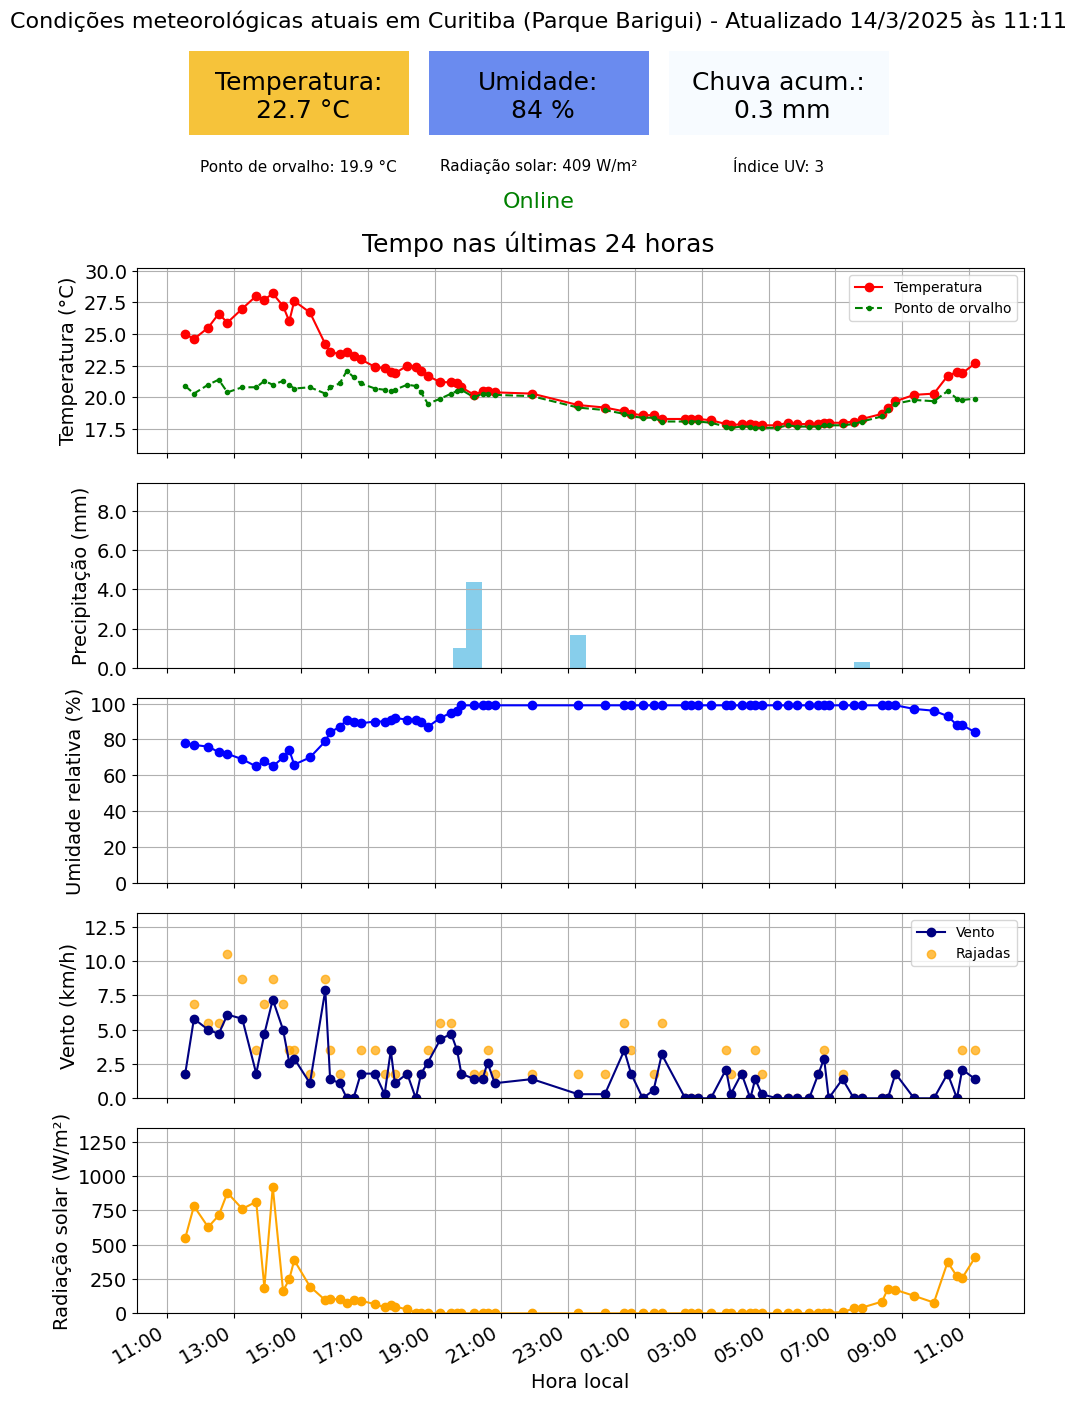 Condições meteorológicas atuais em Curitiba (Parque Barigui) - Atualizado 14/3/2025 às 11:11
Temperatura:
22.7 °C
Umidade:
84 %
Chuva acum.:
0.3 mm
Ponto de orvalho: 19.9 °C
Radiação solar: 409 W/m²
Índice UV: 3
Online
Tempo nas últimas 24 horas
Temperatura (°C)
30.0
27.5
25.0
22.5
20.0
17.5
Temperatura
Ponto de orvalho
Precipitação (mm)
8.0
6.0
4.0
2.0
0.0
Umidade relativa (%)
100
80
60
40
20
0
Vento (km/h)
12.5
10.0
7.5
5.0
2.5
0.0
Vento
Rajadas
Radiação solar (W/m²)
1250
1000
750
500
250
0
11:00 13:00 15:00 17:00 19:00 21:00 23:00 01:00 03:00 05:00 07:00 09:00 11:00
Hora local